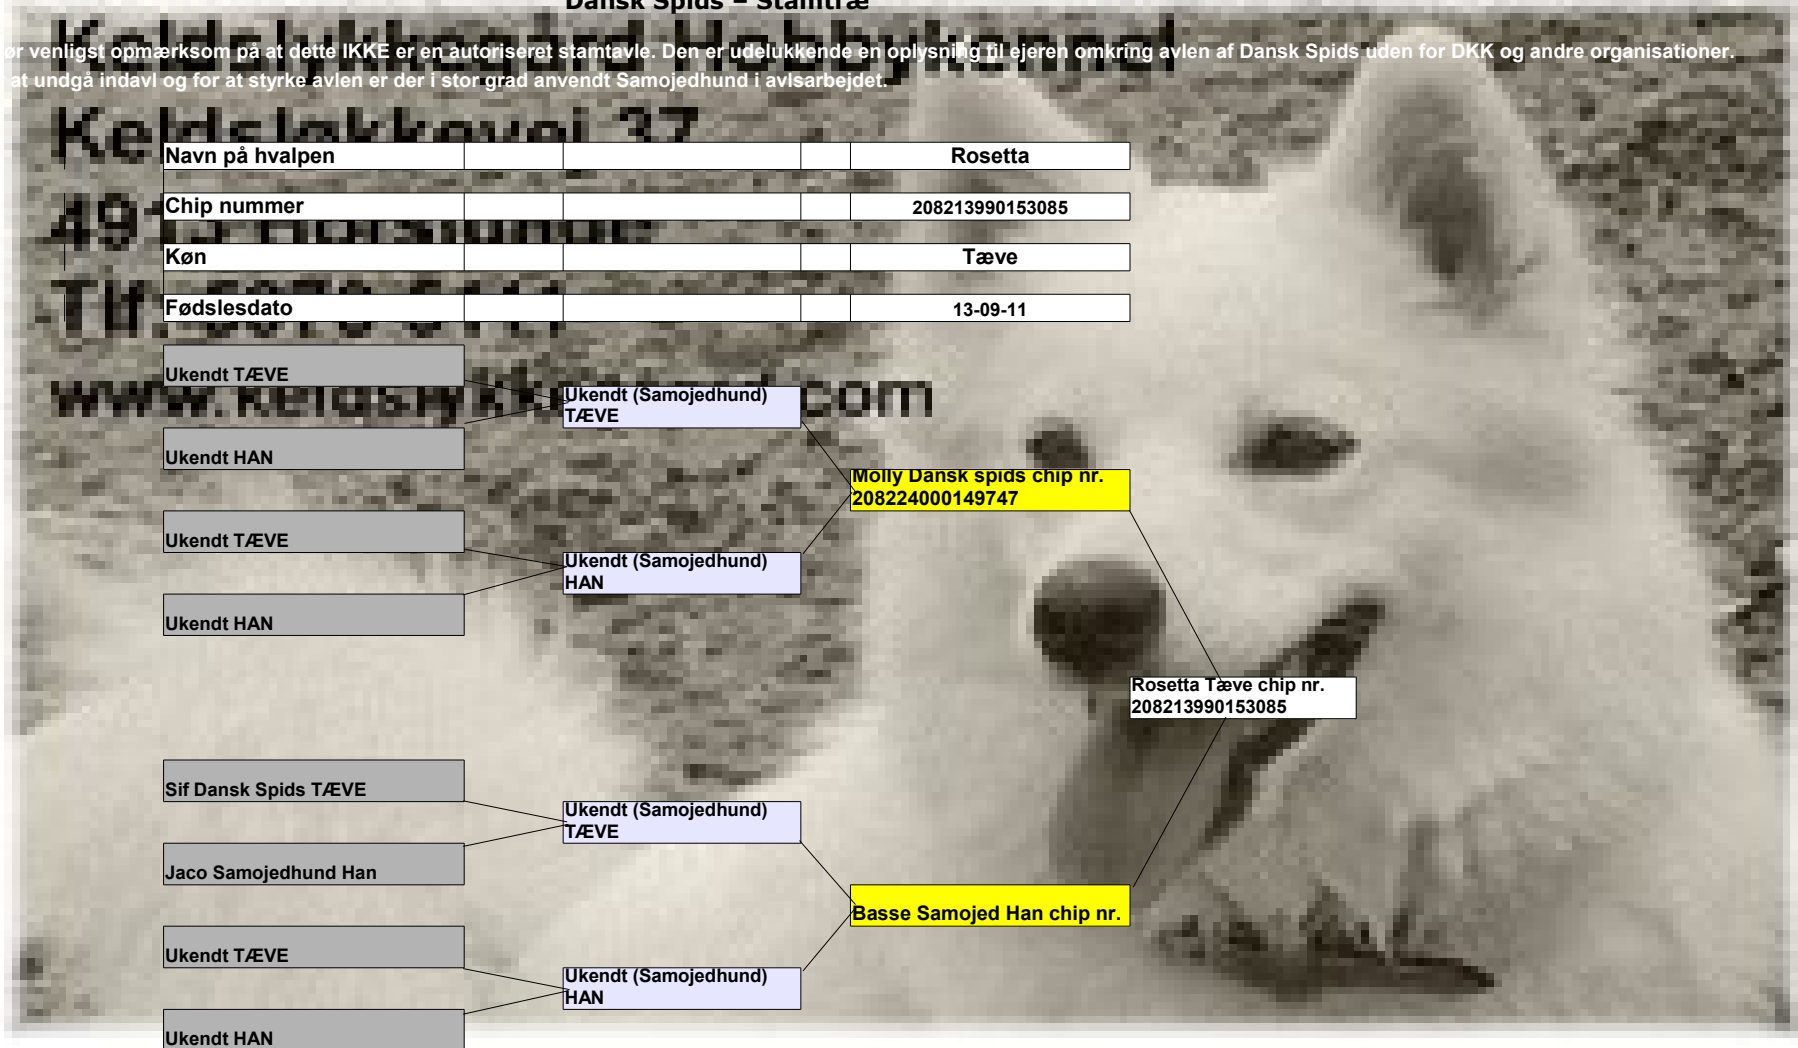 Dansk Spids – Stamtræ
ør venligst opmærksom på at dette IKKE er en autoriseret stamtavle. Den er udelukkende en oplysning til ejeren omkring avlen af Dansk Spids uden for DKK og andre organisationer.
at undgå indavl og for at styrke avlen er der i stor grad anvendt Samojedhund i avlsarbejdet.
Keldsløkkevej 37
Navn på hvalpen Rosetta
Chip nummer 208213990153085
Køn Tæve
Tlf.
Fødslesdato 13-09-11
Ukendt TÆVE
com
Ukendt (Samojedhund)
TÆVE
Ukendt HAN
Molly Dansk spids chip nr.
208224000149747
Ukendt TÆVE
Ukendt (Samojedhund)
HAN
Ukendt HAN
Rosetta Tæve chip nr.
208213990153085
Sif Dansk Spids TÆVE
Ukendt (Samojedhund)
TÆVE
Jaco Samojedhund Han
Basse Samojed Han chip nr.
Ukendt TÆVE
Ukendt (Samojedhund)
HAN
Ukendt HAN